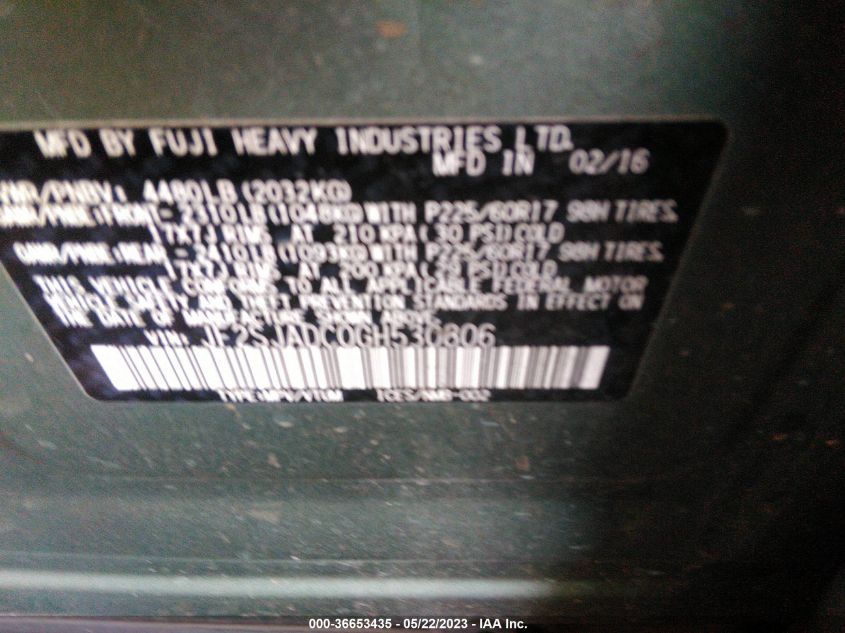 MFD BY FUJI HEAVY INDUSTRIES LTD.
MFD IN 02/16
4480LB (2032KG)
FRONT- 2310LB (1048KG) WITH P225/60R17 98H TIRES.
17X7J RIMS AT 210 KPA (30 PSI) COLD
GAWR/PNBE:REAR - 2410LB (1093KG) WITH P225/60R17 98H TIRES.
17X7J RIMS AT 200 KPA (29 PSI) COLD
THIS VEHICLE CONFORMS TO ALL APPLICABLE FEDERAL MOTOR
VEHICLE SAFETY AND THEFT PREVENTION STANDARDS IN EFFECT ON
THE DATE OF MANUFACTURE SHOWN ABOVE.
VIN: JF2SJADC0GH530806
TYPE:MPV/VTUM
000-36653435 - 05/22/2023 - IAA Inc.